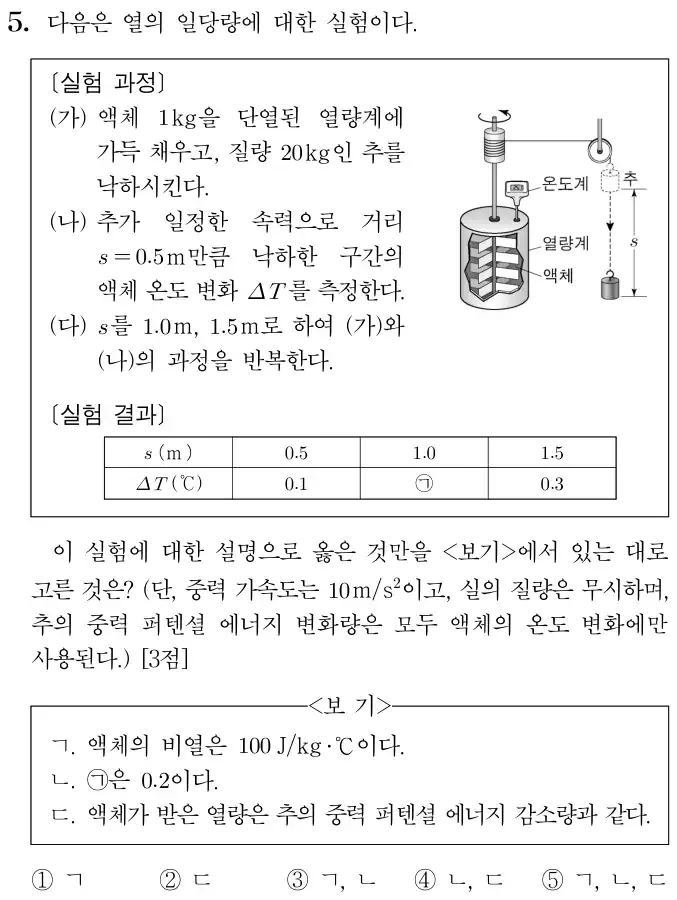 5. 다음은 열의 일당량에 대한 실험이다.
〔실험 과정〕
(가) 액체 1kg을 단열된 열량계에
가득 채우고, 질량 20kg인 추를
낙하시킨다.
(나) 추가 일정한 속력으로 거리
s=0.5m만큼 낙하한 구간의
액체 온도 변화 ΔT를 측정한다.
(다) s를 1.0m, 1.5m로 하여 (가)와
(나)의 과정을 반복한다.
추
온도계
s
열량계
액체
〔실험 결과〕
s(m) 0.5 1.0 1.5
ΔT(℃) 0.1 ㉠ 0.3
이 실험에 대한 설명으로 옳은 것만을 <보기>에서 있는 대로
고른 것은? (단, 중력 가속도는 10m/s²이고, 실의 질량은 무시하며,
추의 중력 퍼텐셜 에너지 변화량은 모두 액체의 온도 변화에만
사용된다.) [3점]
<보 기>
ㄱ. 액체의 비열은 100 J/kg·℃이다.
ㄴ. ㉠은 0.2이다.
ㄷ. 액체가 받은 열량은 추의 중력 퍼텐셜 에너지 감소량과 같다.
① ㄱ ② ㄷ ③ ㄱ, ㄴ ④ ㄴ, ㄷ ⑤ ㄱ, ㄴ, ㄷ